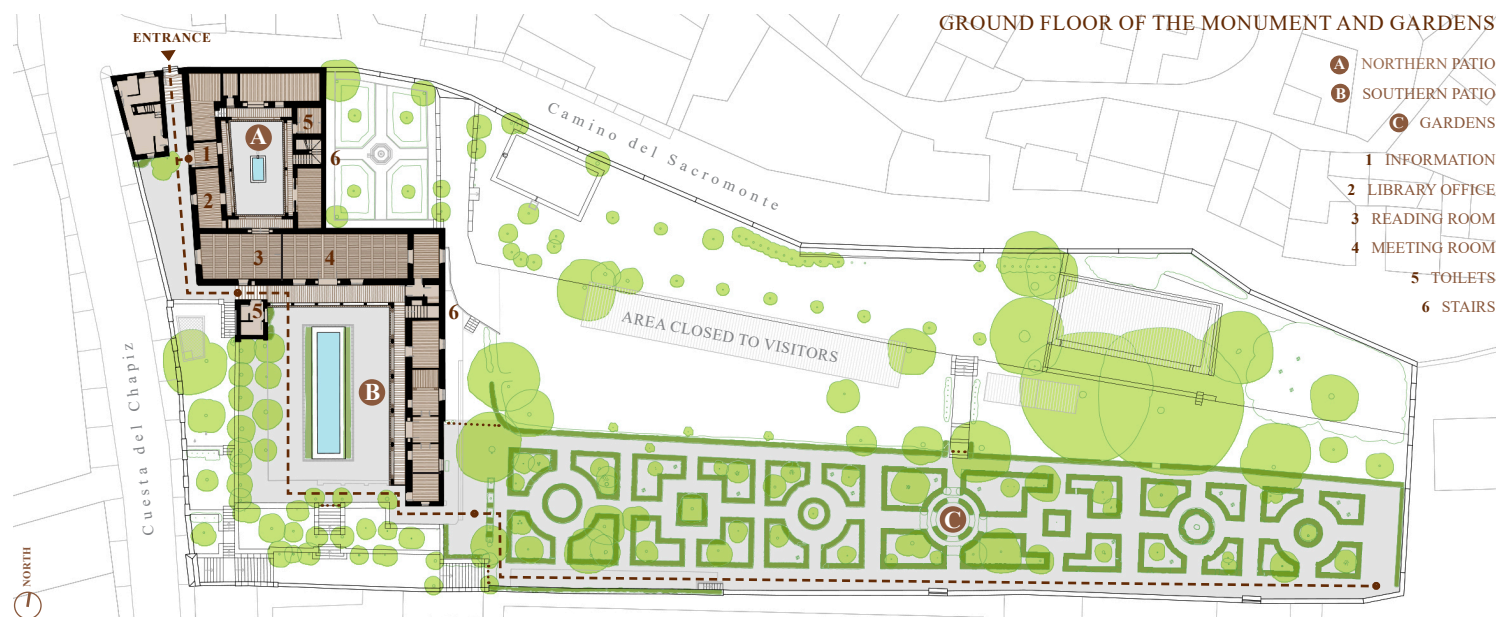 GROUND FLOOR OF THE MONUMENT AND GARDENS
ENTRANCE
A NORTHERN PATIO
B SOUTHERN PATIO
C GARDENS
1 INFORMATION
2 LIBRARY OFFICE
3 READING ROOM
4 MEETING ROOM
5 TOILETS
6 STAIRS
Camino del Sacromonte
A
5
1
6
2
3
4
5
6
AREA CLOSED TO VISITORS
B
Cuesta del Chapiz
C
NORTH